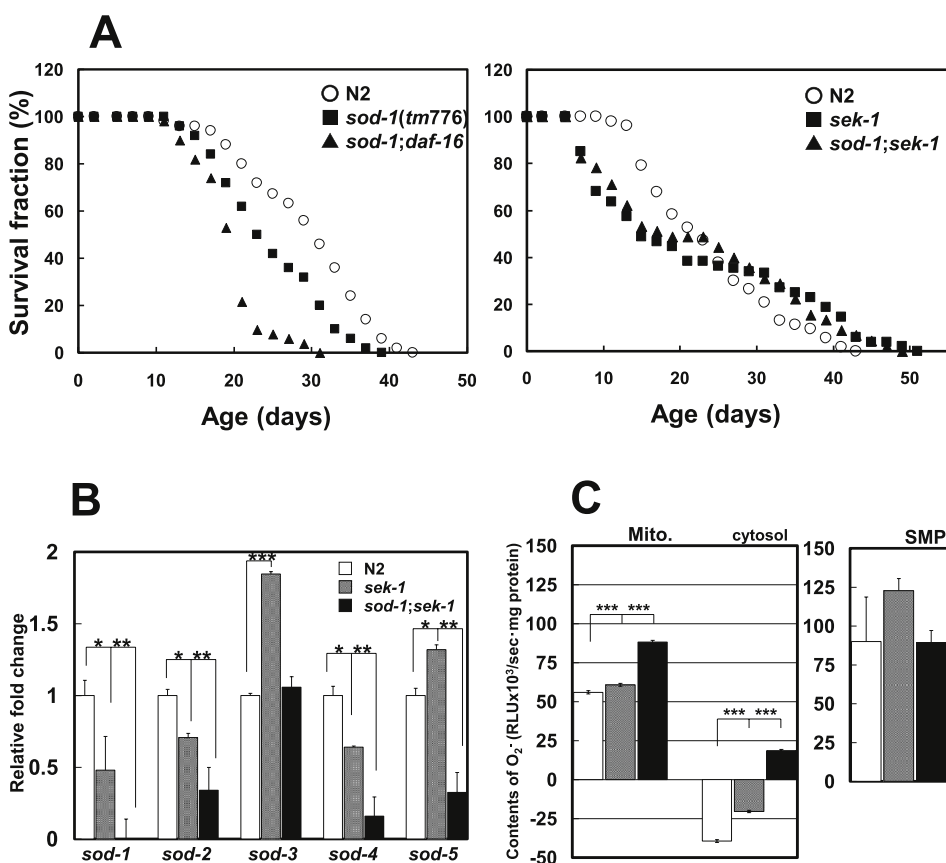 A
Survival fraction (%)
120
100
80
60
40
20
0
0
10
20
30
40
50
Age (days)
N2
sod-1(tm776)
sod-1;daf-16
120
100
80
60
40
20
0
0
10
20
30
40
50
Age (days)
N2
sek-1
sod-1;sek-1
B
Relative fold change
2
1.5
1
0.5
0
N2
sek-1
sod-1;sek-1
* **
* **
***
* **
* **
sod-1 sod-2 sod-3 sod-4 sod-5
C
Contents of O2- (RLUx10³/sec·mg protein)
Mito. cytosol
150
125
100
75
50
25
0
-25
-50
*** ***
*** ***
SMP
150
125
100
75
50
25
0